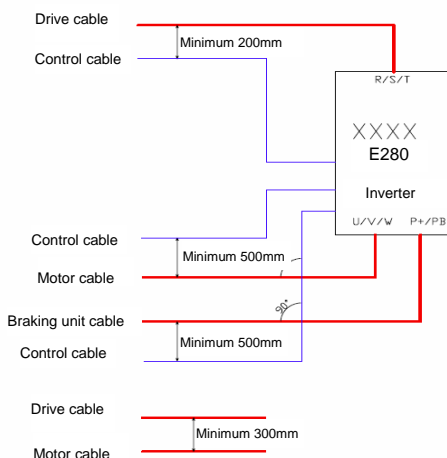 Drive cable
Minimum 200mm
Control cable
R/S/T
XXXX
E280
Inverter
U/V/W P+/PB
Control cable
Minimum 500mm
Motor cable
90°
Braking unit cable
Minimum 500mm
Control cable
Drive cable
Minimum 300mm
Motor cable